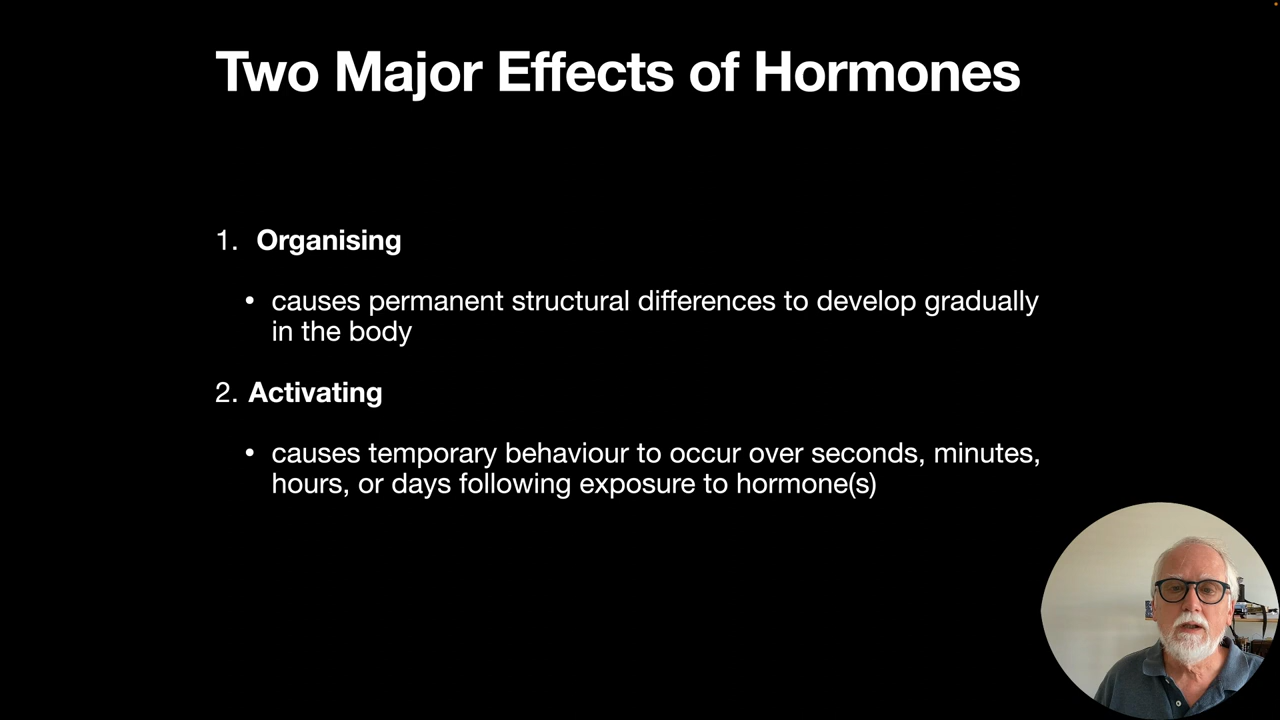 Two Major Effects of Hormones
1. Organising
• causes permanent structural differences to develop gradually
in the body
2. Activating
• causes temporary behaviour to occur over seconds, minutes,
hours, or days following exposure to hormone(s)